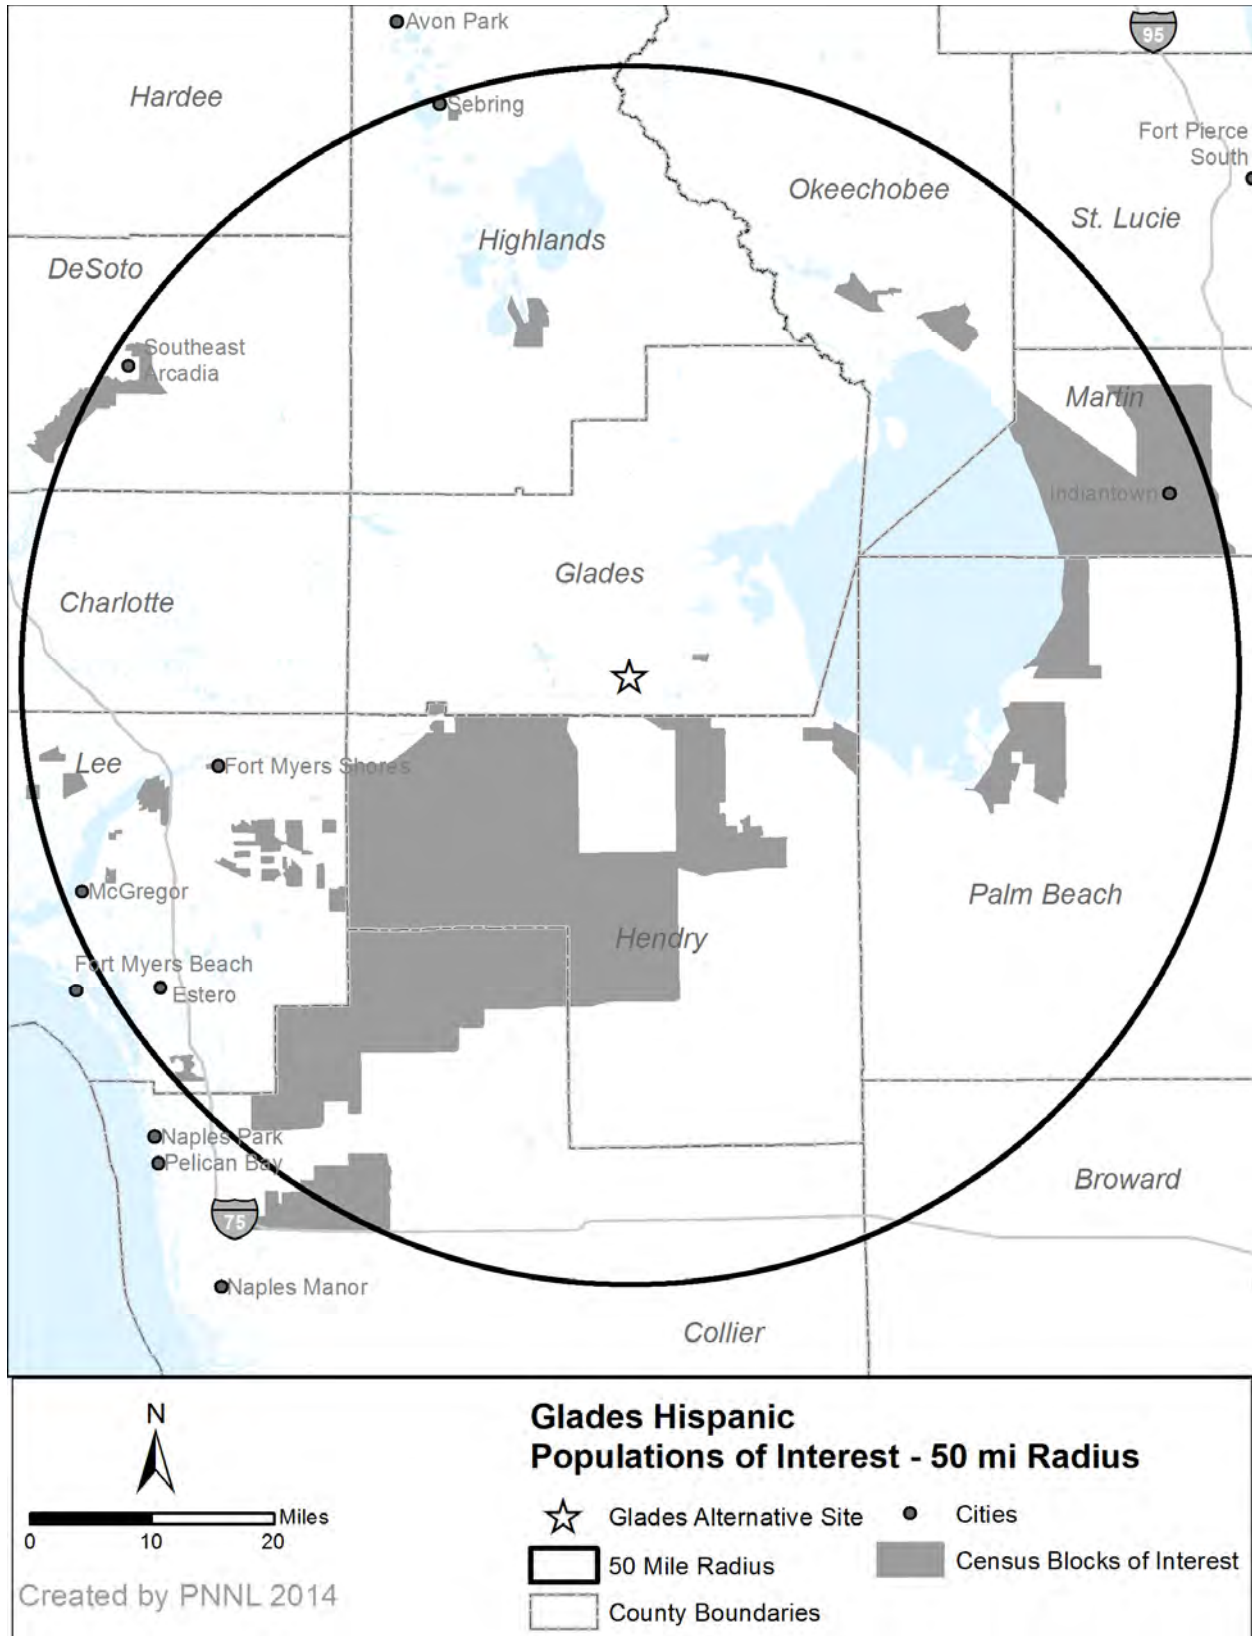 Avon Park
95
Hardee
Sebring
Fort Pierce
South
Okeechobee
St. Lucie
Highlands
DeSoto
Southeast
Arcadia
Martin
Indiantown
Glades
Charlotte
Lee
Fort Myers Shores
McGregor
Palm Beach
Hendry
Fort Myers Beach
Estero
Naples Park
Pelican Bay
Broward
75
Naples Manor
Collier
N
Miles
0 10 20
Created by PNNL 2014
Glades Hispanic
Populations of Interest - 50 mi Radius
Glades Alternative Site
Cities
50 Mile Radius
Census Blocks of Interest
County Boundaries